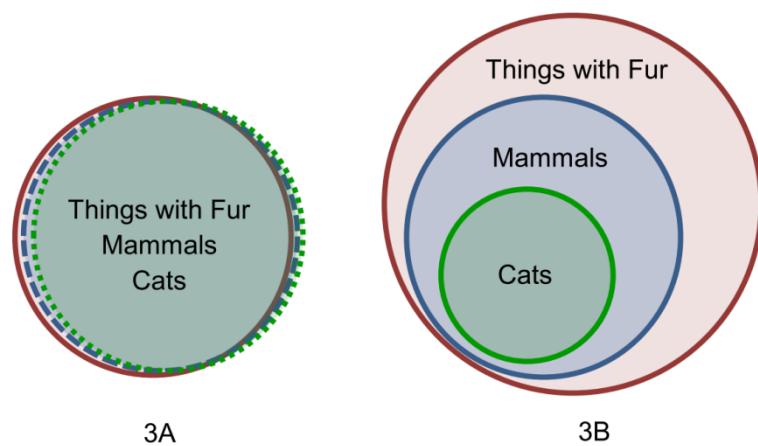 Things with Fur
Mammals
Cats
3A
Things with Fur
Mammals
Cats
3B